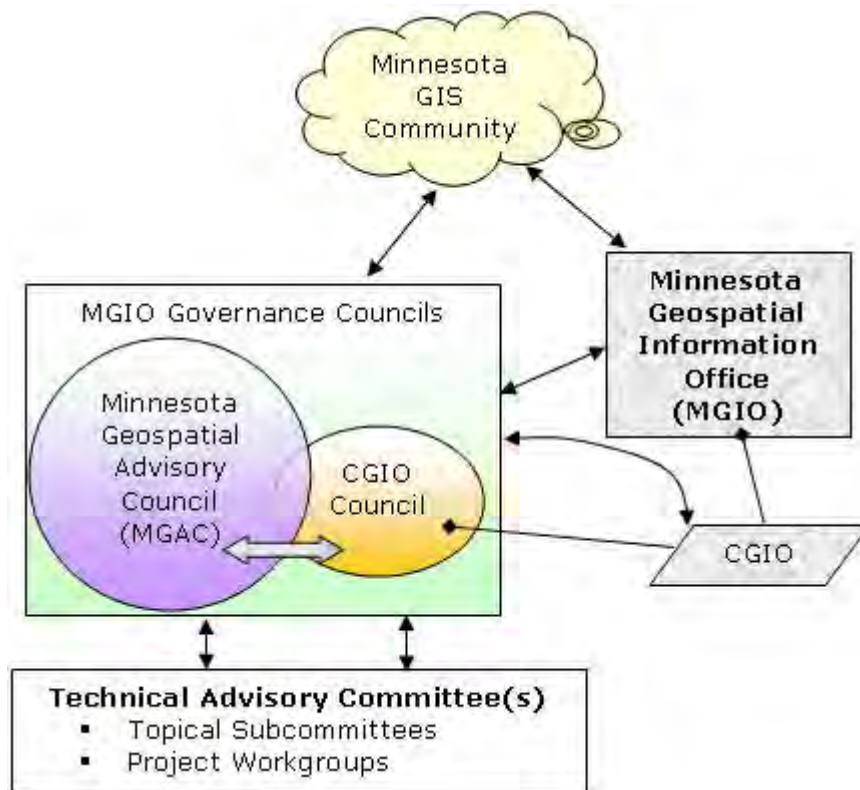 Minnesota
GIS
Community
MGIO Governance Councils
Minnesota
Geospatial
Advisory
Council
(MGAC)
CGIO
Council
Minnesota
Geospatial
Information
Office
(MGIO)
CGIO
Technical Advisory Committee(s)
▪ Topical Subcommittees
▪ Project Workgroups